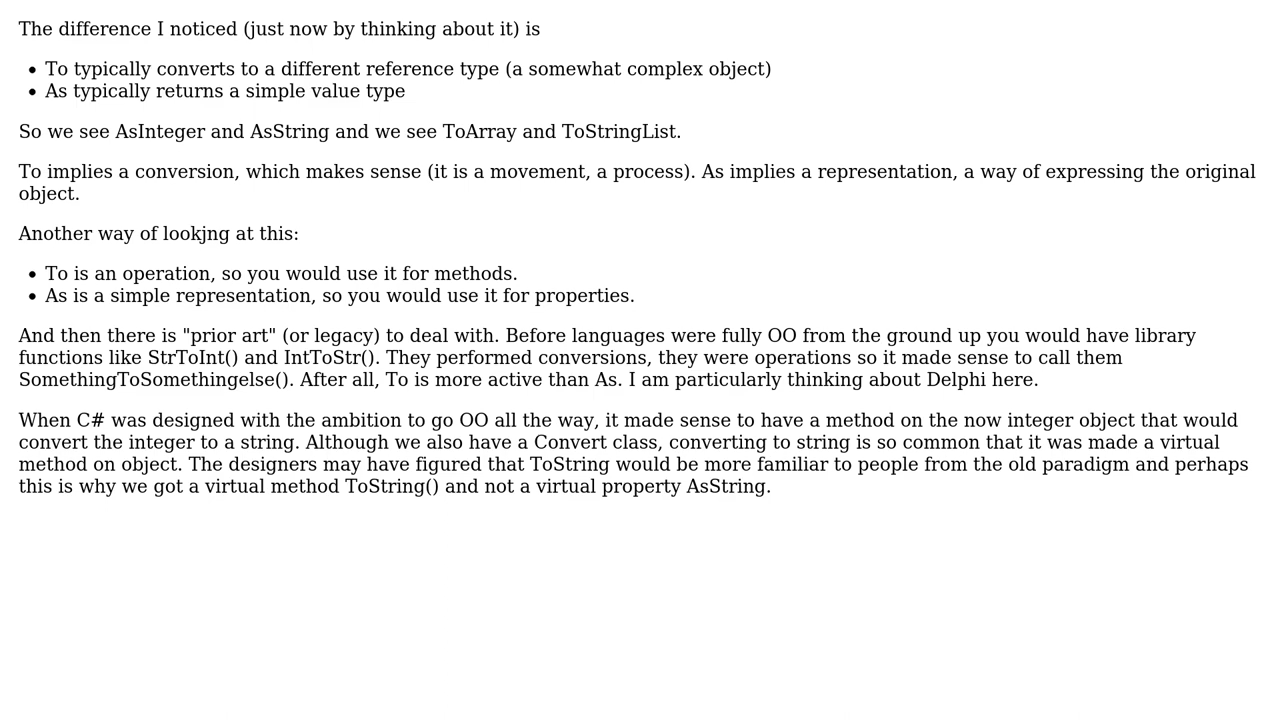 The difference I noticed (just now by thinking about it) is
• To typically converts to a different reference type (a somewhat complex object)
• As typically returns a simple value type
So we see AsInteger and AsString and we see ToArray and ToStringList.
To implies a conversion, which makes sense (it is a movement, a process). As implies a representation, a way of expressing the original
object.
Another way of lookjng at this:
• To is an operation, so you would use it for methods.
• As is a simple representation, so you would use it for properties.
And then there is "prior art" (or legacy) to deal with. Before languages were fully OO from the ground up you would have library
functions like StrToInt() and IntToStr(). They performed conversions, they were operations so it made sense to call them
SomethingToSomethingelse(). After all, To is more active than As. I am particularly thinking about Delphi here.
When C# was designed with the ambition to go OO all the way, it made sense to have a method on the now integer object that would
convert the integer to a string. Although we also have a Convert class, converting to string is so common that it was made a virtual
method on object. The designers may have figured that ToString would be more familiar to people from the old paradigm and perhaps
this is why we got a virtual method ToString() and not a virtual property AsString.